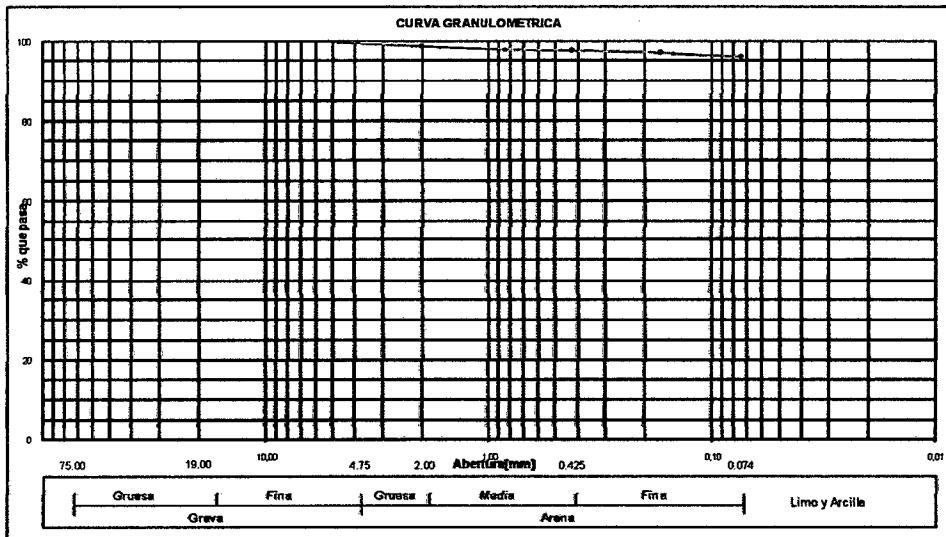 CURVA GRANULOMETRICA
% que pasa
100
80
60
40
20
0
10,00 1,00 0,10 0,01
Abertura[mm]
75.00 19.00 4.75 2.00 0.425 0.074
Gruesa Fina Gruesa Media Fina Limo y Arcilla
Grava Arena